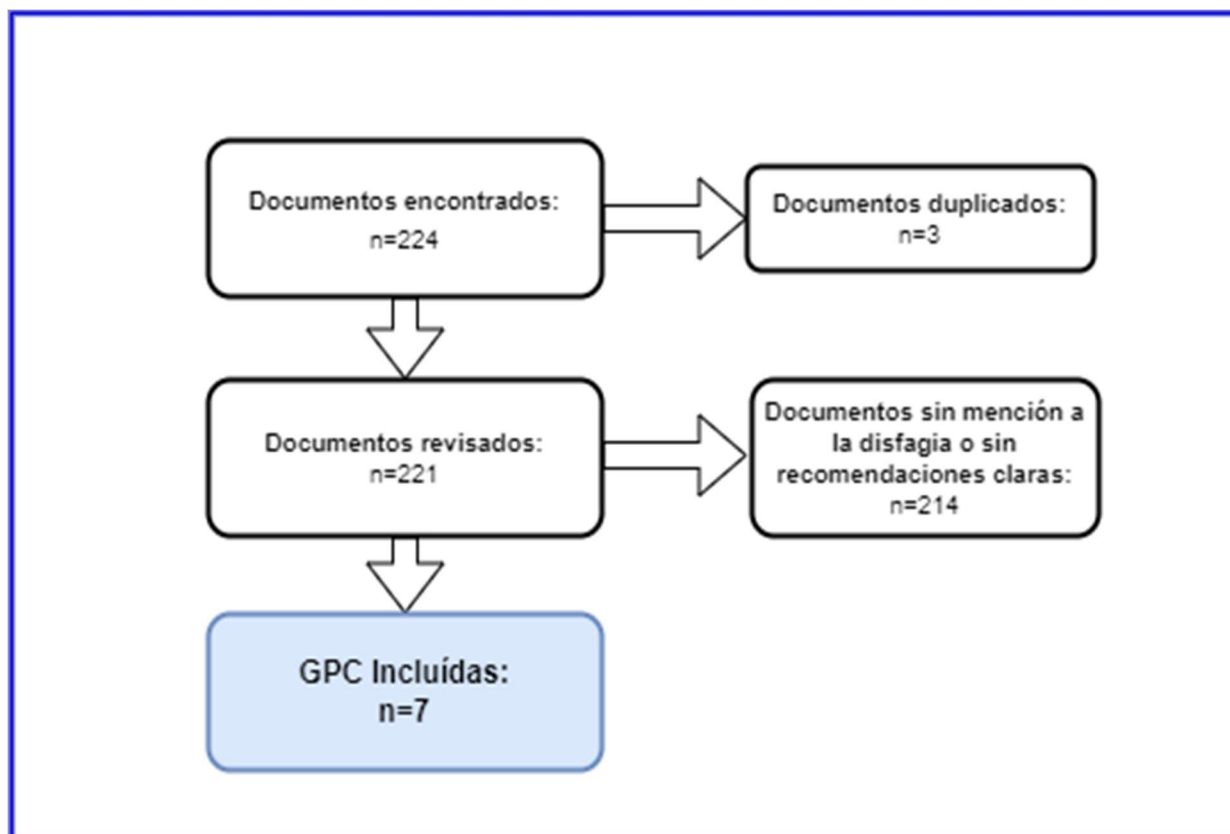 Documentos encontrados:
n=224
Documentos duplicados:
n=3
Documentos revisados:
n=221
Documentos sin mención a
la disfagia o sin
recomendaciones claras:
n=214
GPC Incluídas:
n=7